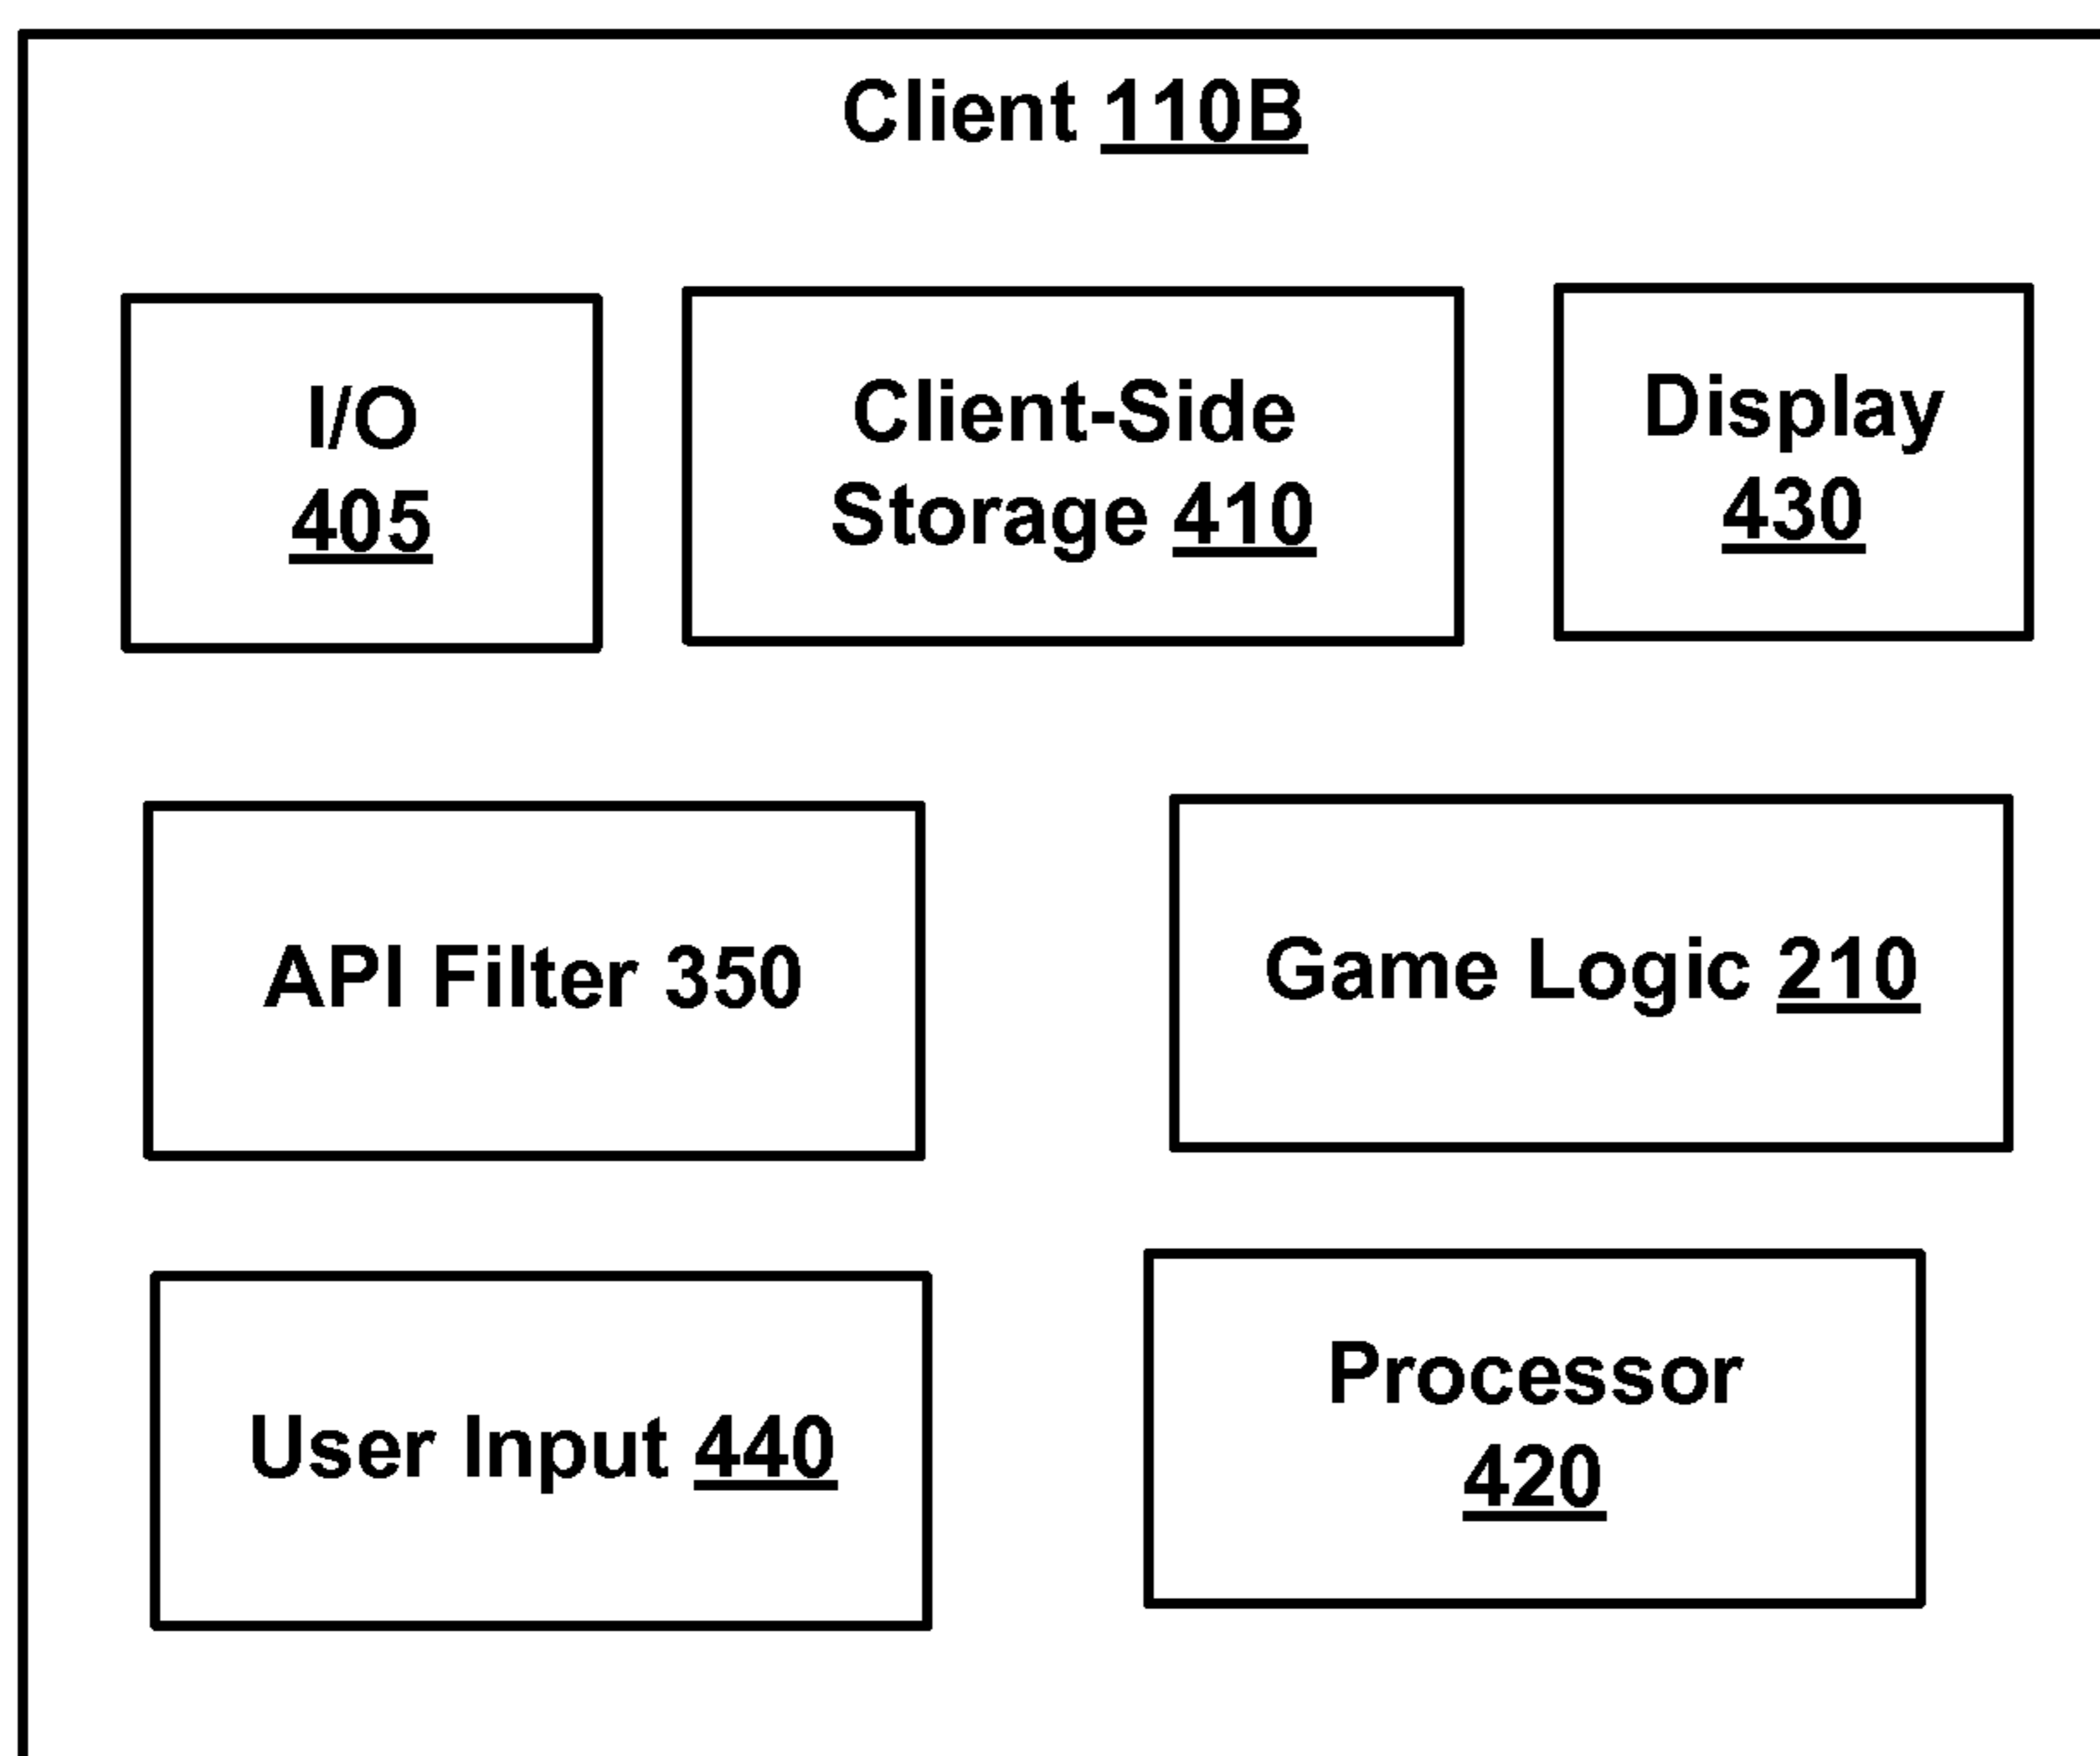 Client 110B
I/O
405
Client-Side
Storage 410
Display
430
API Filter 350
Game Logic 210
User Input 440
Processor
420